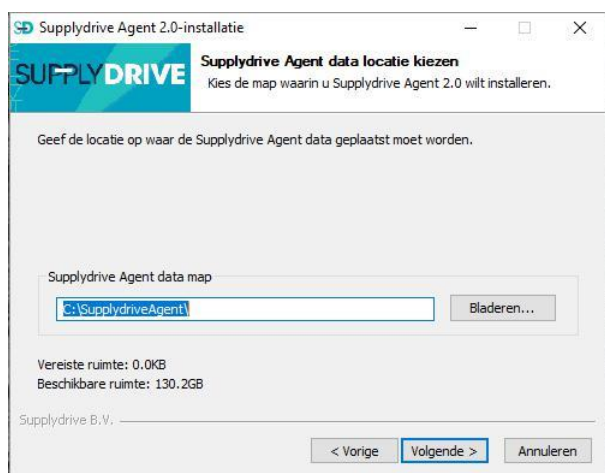 SD Supplydrive Agent 2.0-installatie
SUPPLYDRIVE
Supplydrive Agent data locatie kiezen
Kies de map waarin u Supplydrive Agent 2.0 wilt installeren.
Geef de locatie op waar de Supplydrive Agent data geplaatst moet worden.
Supplydrive Agent data map
C:\SupplydriveAgent\
Bladeren...
Vereiste ruimte: 0.0KB
Beschikbare ruimte: 130.2GB
Supplydrive B.V.
< Vorige Volgende > Annuleren